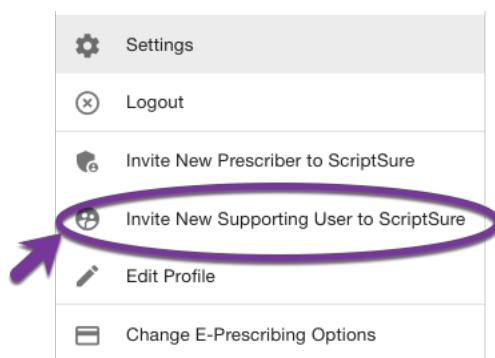 Settings
Logout
Invite New Prescriber to ScriptSure
Invite New Supporting User to ScriptSure
Edit Profile
Change E-Prescribing Options